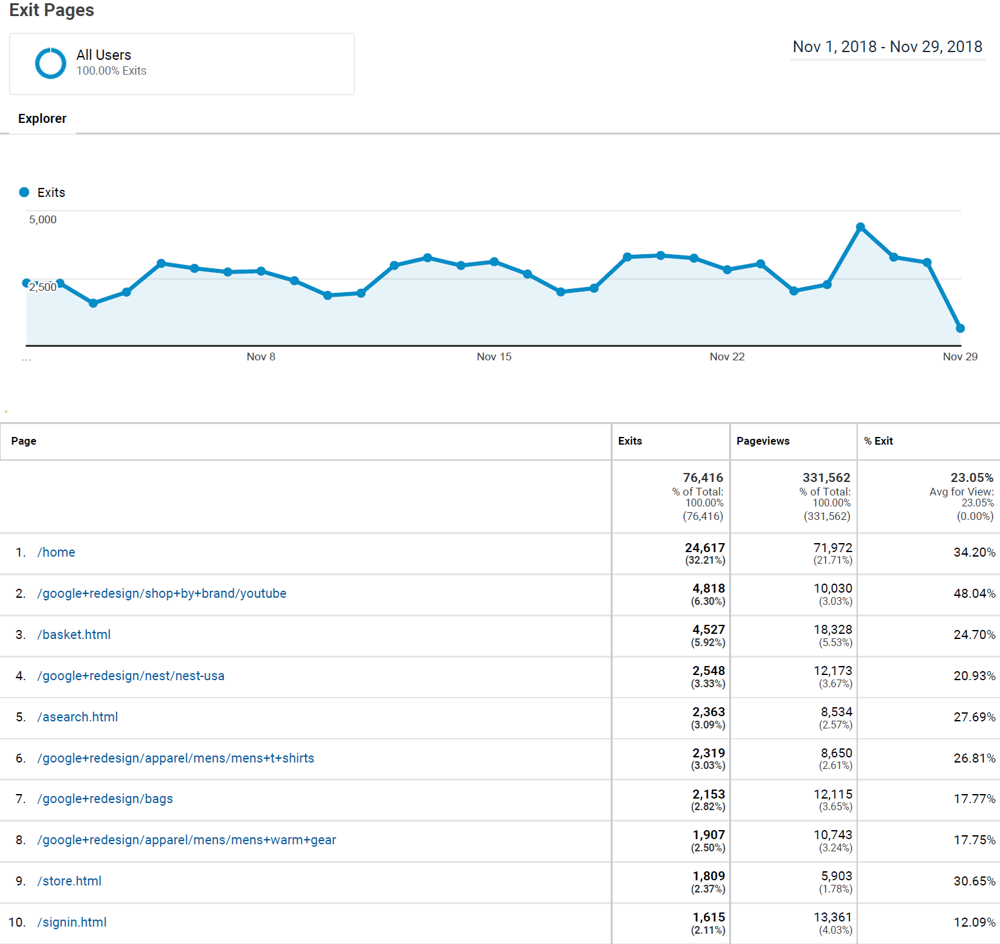 Exit Pages
All Users
100.00% Exits
Nov 1, 2018 - Nov 29, 2018
Explorer
Exits
5,000
2,500
...
Nov 8
Nov 15
Nov 22
Nov 29
Page Exits Pageviews % Exit
76,416 331,562 23.05%
% of Total: % of Total: Avg for View:
100.00% 100.00% 23.05%
(76,416) (331,562) (0.00%)
1. /home 24,617 (32.21%) 71,972 (21.71%) 34.20%
2. /google+redesign/shop+by+brand/youtube 4,818 (6.30%) 10,030 (3.03%) 48.04%
3. /basket.html 4,527 (5.92%) 18,328 (5.53%) 24.70%
4. /google+redesign/nest/nest-usa 2,548 (3.33%) 12,173 (3.67%) 20.93%
5. /asearch.html 2,363 (3.09%) 8,534 (2.57%) 27.69%
6. /google+redesign/apparel/mens/mens+t+shirts 2,319 (3.03%) 8,650 (2.61%) 26.81%
7. /google+redesign/bags 2,153 (2.82%) 12,115 (3.65%) 17.77%
8. /google+redesign/apparel/mens/mens+warm+gear 1,907 (2.50%) 10,743 (3.24%) 17.75%
9. /store.html 1,809 (2.37%) 5,903 (1.78%) 30.65%
10. /signin.html 1,615 (2.11%) 13,361 (4.03%) 12.09%